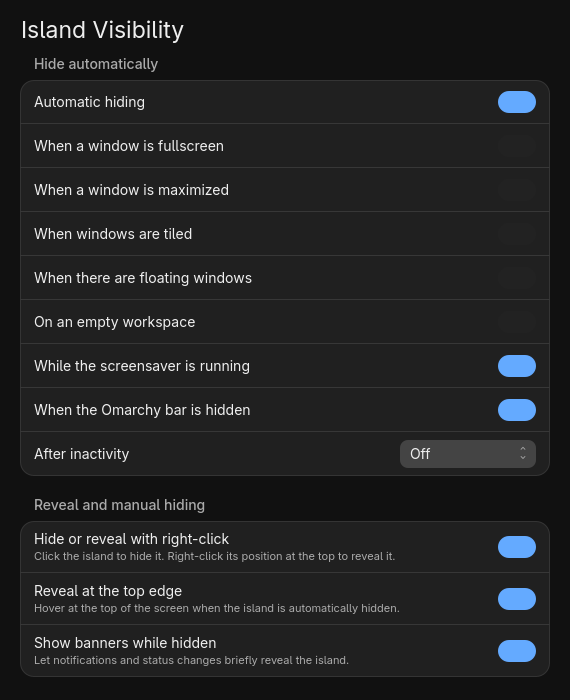 Island Visibility
Hide automatically
Automatic hiding
When a window is fullscreen
When a window is maximized
When windows are tiled
When there are floating windows
On an empty workspace
While the screensaver is running
When the Omarchy bar is hidden
After inactivity Off
Reveal and manual hiding
Hide or reveal with right-click
Click the island to hide it. Right-click its position at the top to reveal it.
Reveal at the top edge
Hover at the top of the screen when the island is automatically hidden.
Show banners while hidden
Let notifications and status changes briefly reveal the island.